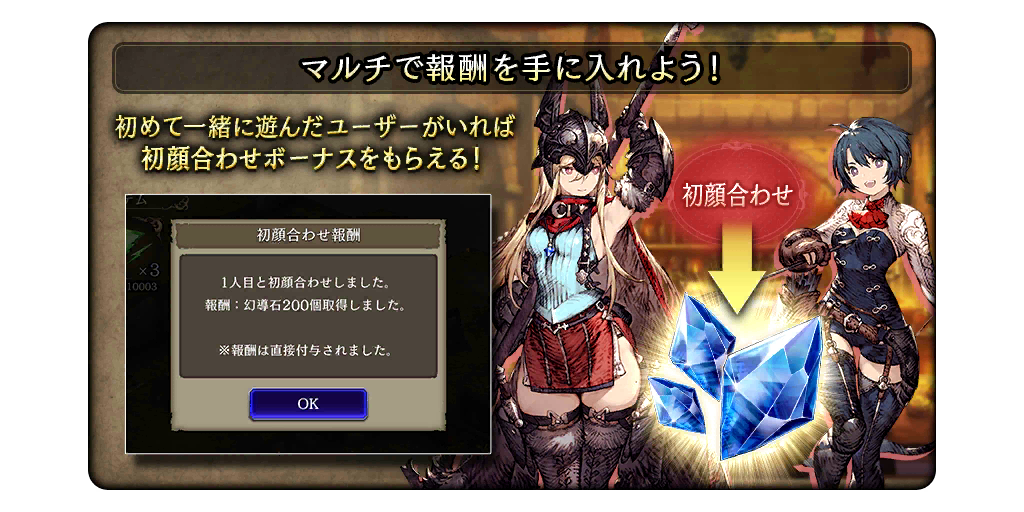 マルチで報酬を手に入れよう!
初めて一緒に遊んだユーザーがいれば
初顔合わせボーナスをもらえる!
初顔合わせ
初顔合わせ報酬
×3
10003
1人目と初顔合わせしました。
報酬：幻導石200個取得しました。
※報酬は直接付与されました。
OK